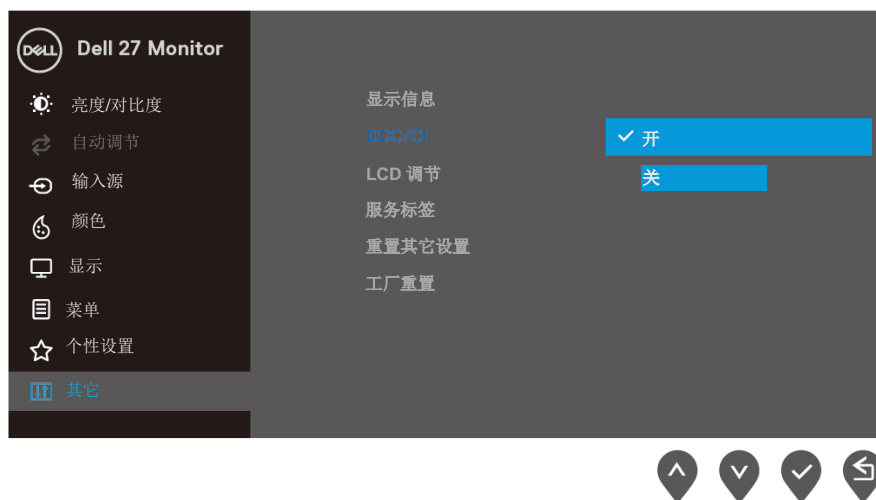 DELL Dell 27 Monitor
亮度/对比度
自动调节
输入源
颜色
显示
菜单
个性设置
其它
显示信息
DDC/CI
LCD 调节
服务标签
重置其它设置
工厂重置
开
关